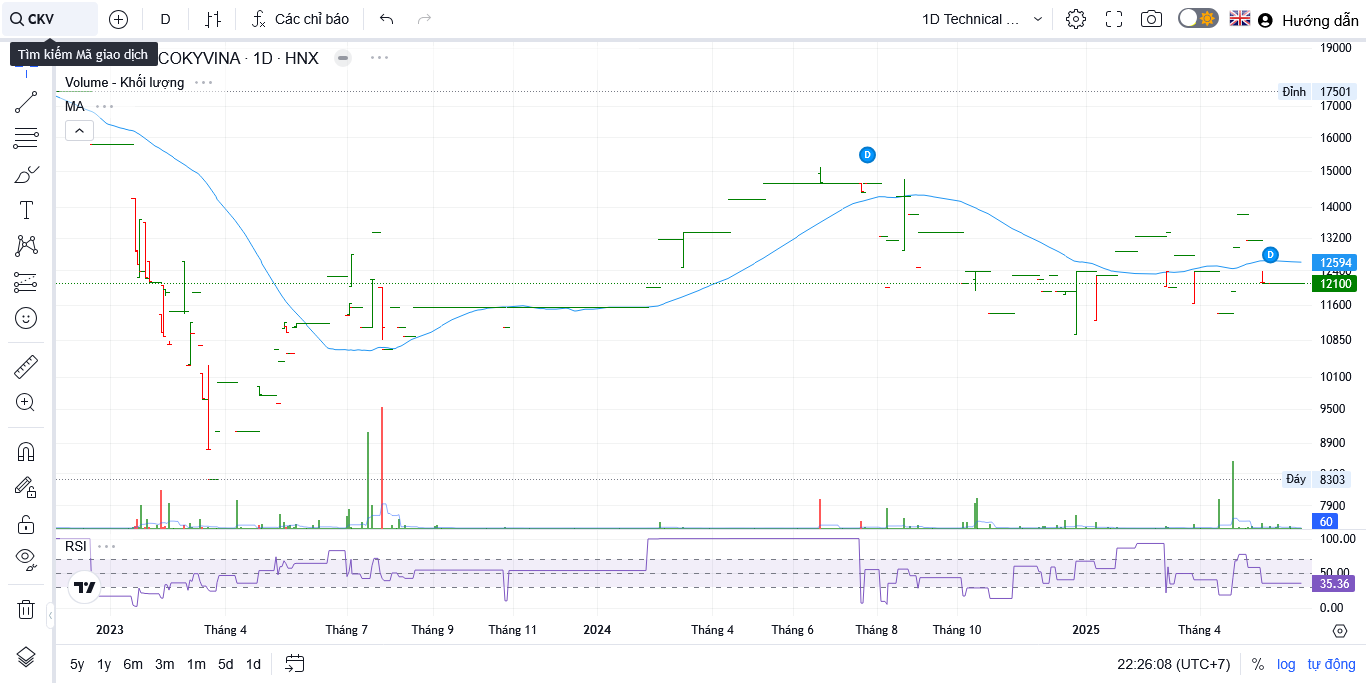 CKV
D
Các chỉ báo
1D Technical ...
Hướng dẫn
Tìm kiếm Mã giao dịch
COKYVINA · 1D · HNX
Volume - Khối lượng
MA
19000
Đỉnh 17501
17000
16000
15000
D
14000
13200
D
12594
12400
12100
11600
10850
10100
9500
8900
Đáy 8303
7900
60
RSI
100.00
50.00
35.36
0.00
2023 Tháng 4 Tháng 7 Tháng 9 Tháng 11 2024 Tháng 4 Tháng 6 Tháng 8 Tháng 10 2025 Tháng 4
5y 1y 6m 3m 1m 5d 1d
22:26:08 (UTC+7) % log tự động